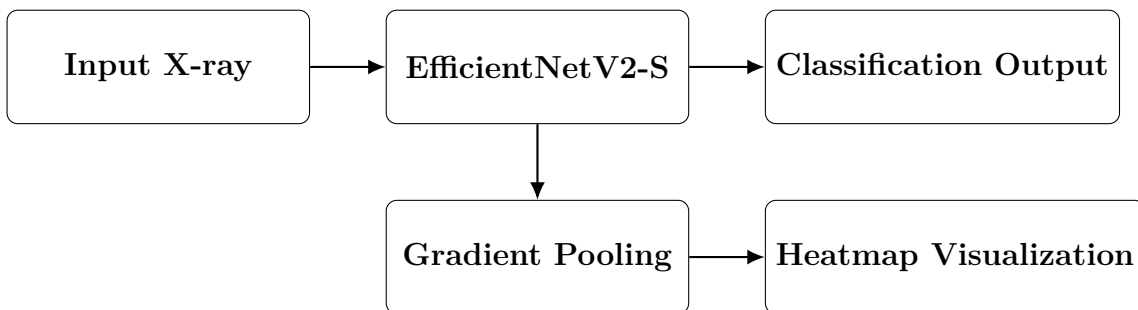 Input X-ray
EfficientNetV2-S
Classification Output
Gradient Pooling
Heatmap Visualization